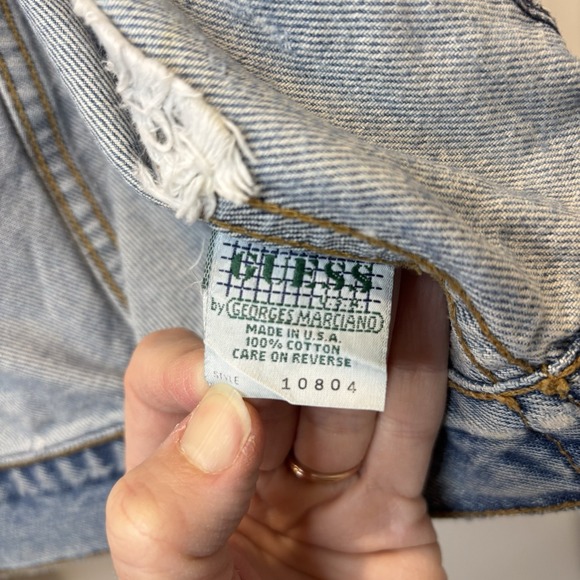 GUESS
U.S.A.
by GEORGES MARCIANO
MADE IN U.S.A.
100% COTTON
CARE ON REVERSE
STYLE 10804